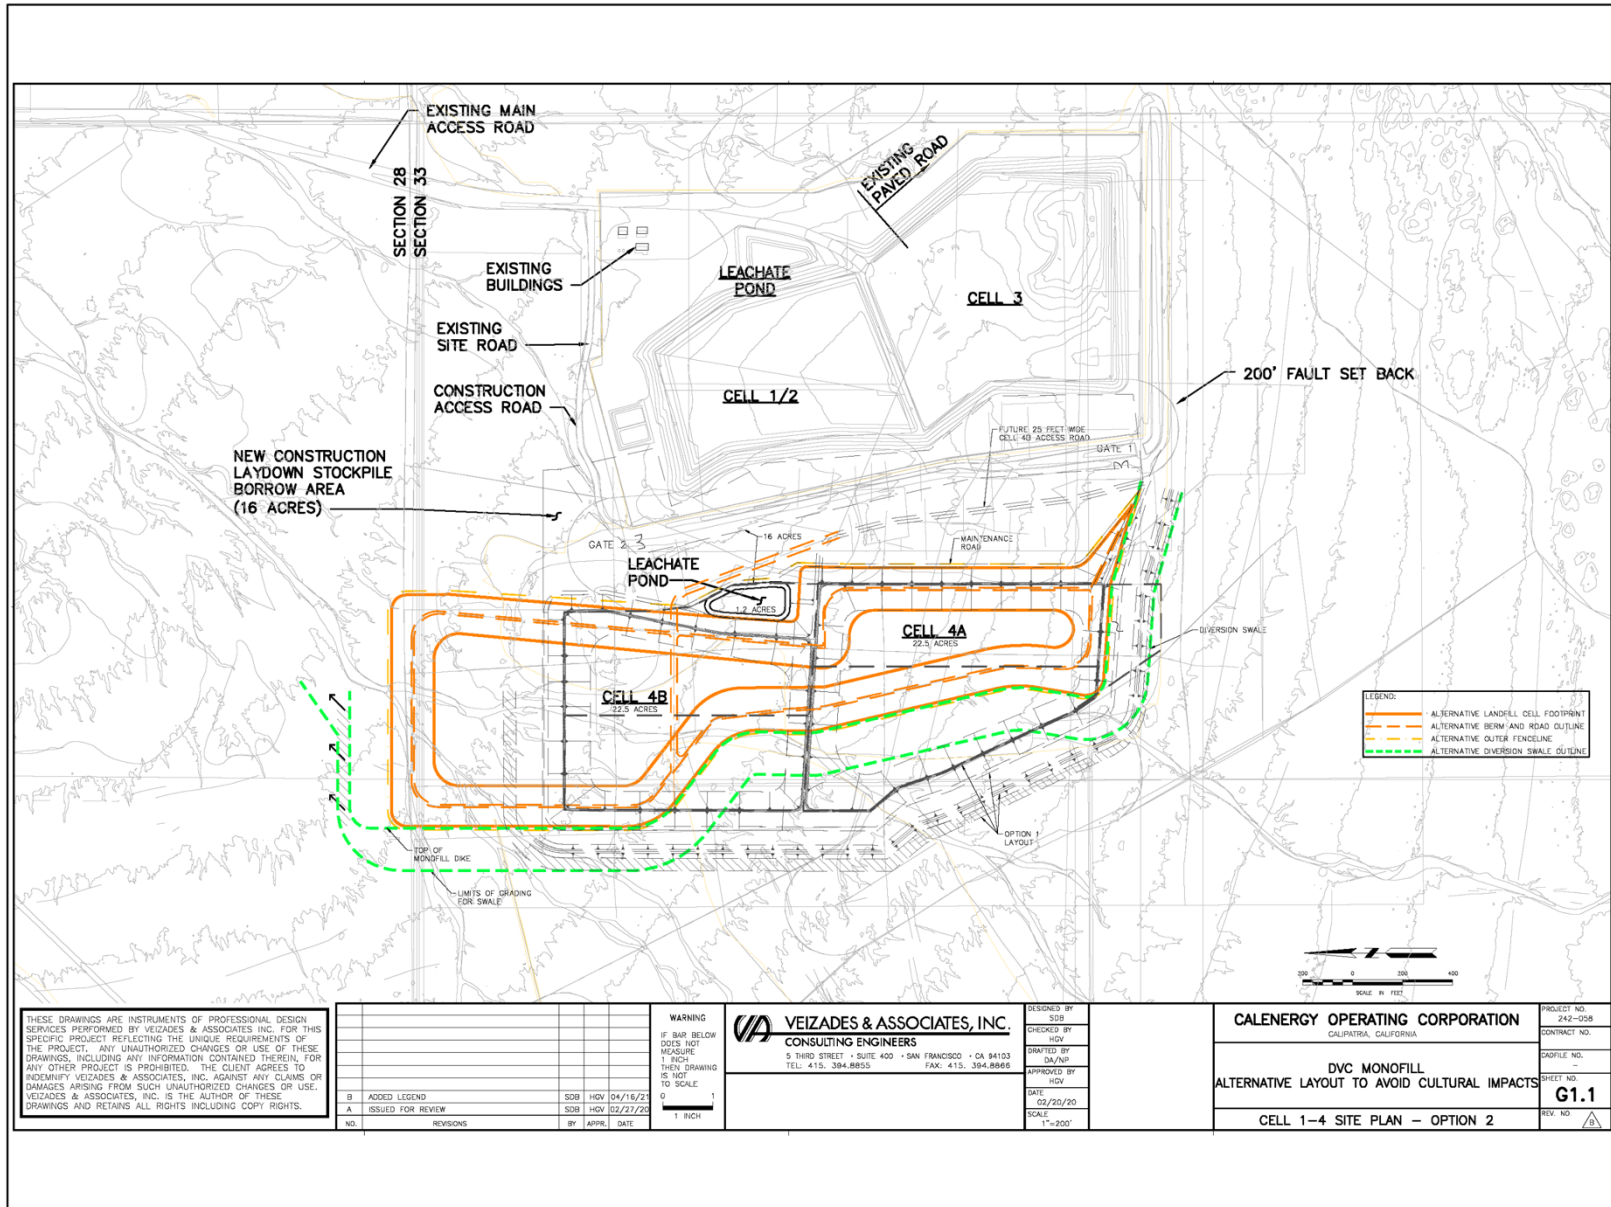 EXISTING MAIN
ACCESS ROAD
SECTION 28
SECTION 33
EXISTING
PAVED ROAD
EXISTING
BUILDINGS
LEACHATE
POND
CELL 3
EXISTING
SITE ROAD
CONSTRUCTION
ACCESS ROAD
CELL 1/2
200' FAULT SET BACK
FUTURE 25 FEET WIDE
CELL 4B ACCESS ROAD
GATE 1
NEW CONSTRUCTION
LAYDOWN STOCKPILE
BORROW AREA
(16 ACRES)
GATE 2
16 ACRES
MAINTENANCE
ROAD
LEACHATE
POND
1.2 ACRES
CELL 4A
22.5 ACRES
DIVERSION SWALE
CELL 4B
22.5 ACRES
LEGEND:
ALTERNATIVE LANDFILL CELL FOOTPRINT
ALTERNATIVE BERM AND ROAD OUTLINE
ALTERNATIVE OUTER FENCELINE
ALTERNATIVE DIVERSION SWALE OUTLINE
OPTION 1
LAYOUT
TOP OF
MONOFILL DIKE
LIMITS OF GRADING
FOR SWALE
200 0 200 400
SCALE IN FEET
THESE DRAWINGS ARE INSTRUMENTS OF PROFESSIONAL DESIGN
SERVICES PERFORMED BY VEIZADES & ASSOCIATES INC. FOR THIS
SPECIFIC PROJECT REFLECTING THE UNIQUE REQUIREMENTS OF
THE PROJECT. ANY UNAUTHORIZED CHANGES OR USE OF THESE
DRAWINGS, INCLUDING ANY INFORMATION CONTAINED THEREIN, FOR
ANY OTHER PROJECT IS PROHIBITED. THE CLIENT AGREES TO
INDEMNIFY VEIZADES & ASSOCIATES, INC. AGAINST ANY CLAIMS OR
DAMAGES ARISING FROM SUCH UNAUTHORIZED CHANGES OR USE.
VEIZADES & ASSOCIATES, INC. IS THE AUTHOR OF THESE
DRAWINGS AND RETAINS ALL RIGHTS INCLUDING COPY RIGHTS.
B ADDED LEGEND SDB HGV 04/16/21
A ISSUED FOR REVIEW SDB HGV 02/27/20
NO. REVISIONS BY APPR. DATE
WARNING
IF BAR BELOW
DOES NOT
MEASURE
1 INCH
THEN DRAWING
IS NOT
TO SCALE
0 1
1 INCH
VEIZADES & ASSOCIATES, INC.
CONSULTING ENGINEERS
5 THIRD STREET • SUITE 400 • SAN FRANCISCO • CA 94103
TEL: 415. 394.8855 FAX: 415. 394.8866
DESIGNED BY
SDB
CHECKED BY
HGV
DRAFTED BY
DA/NP
APPROVED BY
HGV
DATE
02/20/20
SCALE
1"=200'
CALENERGY OPERATING CORPORATION
CALIPATRIA, CALIFORNIA
DVC MONOFILL
ALTERNATIVE LAYOUT TO AVOID CULTURAL IMPACTS
CELL 1-4 SITE PLAN - OPTION 2
PROJECT NO.
242-058
CONTRACT NO.
CADFILE NO.
-
SHEET NO.
G1.1
REV. NO.
B